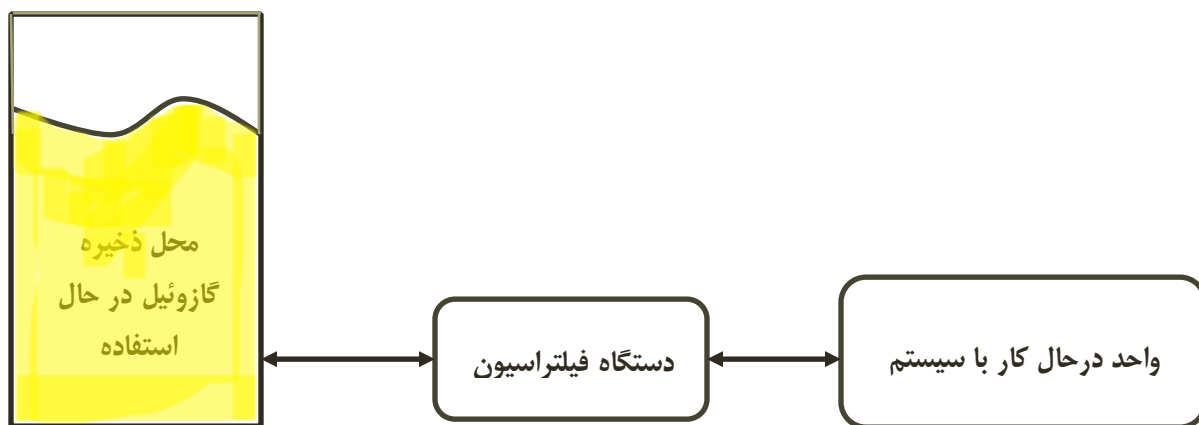 محل ذخیره
گازوئیل در حال
استفاده
دستگاه فیلتراسیون
واحد درحال کار با سیستم